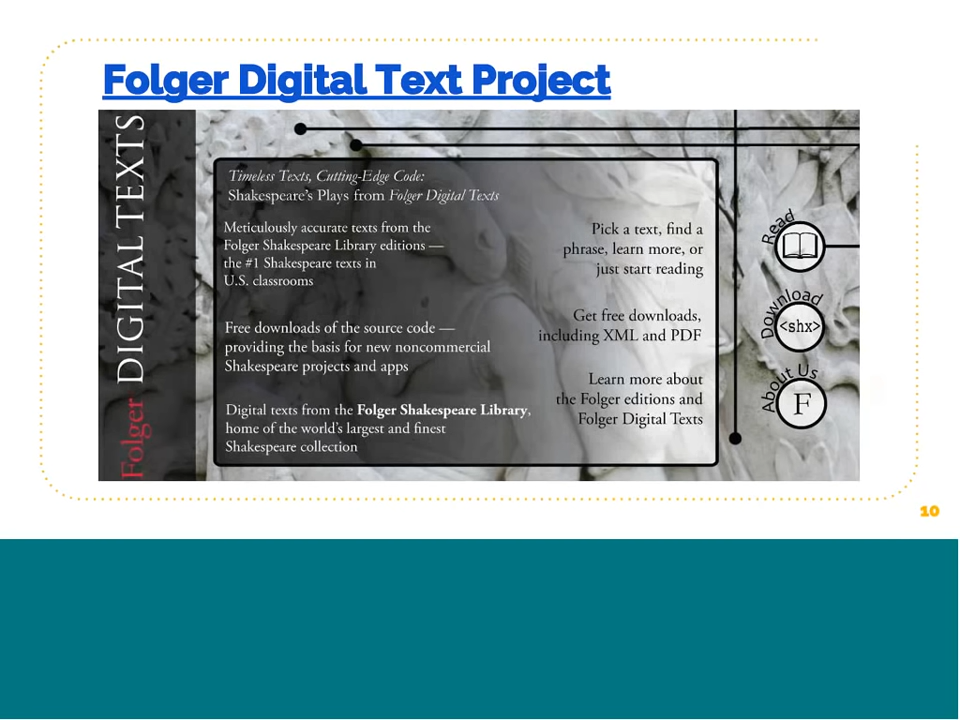 Folger Digital Text Project
Folger DIGITAL TEXTS
Timeless Texts, Cutting-Edge Code:
Shakespeare's Plays from Folger Digital Texts
Meticulously accurate texts from the
Folger Shakespeare Library editions —
the #1 Shakespeare texts in
U.S. classrooms
Free downloads of the source code —
providing the basis for new noncommercial
Shakespeare projects and apps
Digital texts from the Folger Shakespeare Library,
home of the world's largest and finest
Shakespeare collection
Pick a text, find a
phrase, learn more, or
just start reading
Get free downloads,
including XML and PDF
Learn more about
the Folger editions and
Folger Digital Texts
Read
Download
<shx>
About Us
F
10